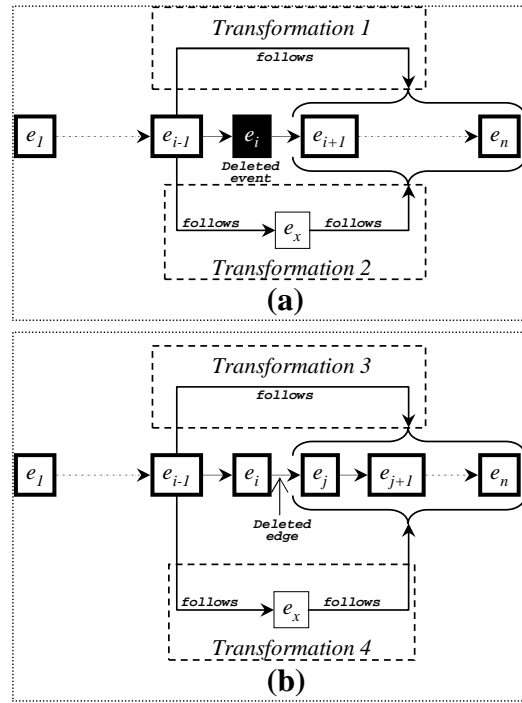 Transformation 1
follows
e1 ei-1 ei ei+1 en
Deleted
event
follows ex follows
Transformation 2
(a)
Transformation 3
follows
e1 ei-1 ei ej ej+1 en
Deleted
edge
follows ex follows
Transformation 4
(b)